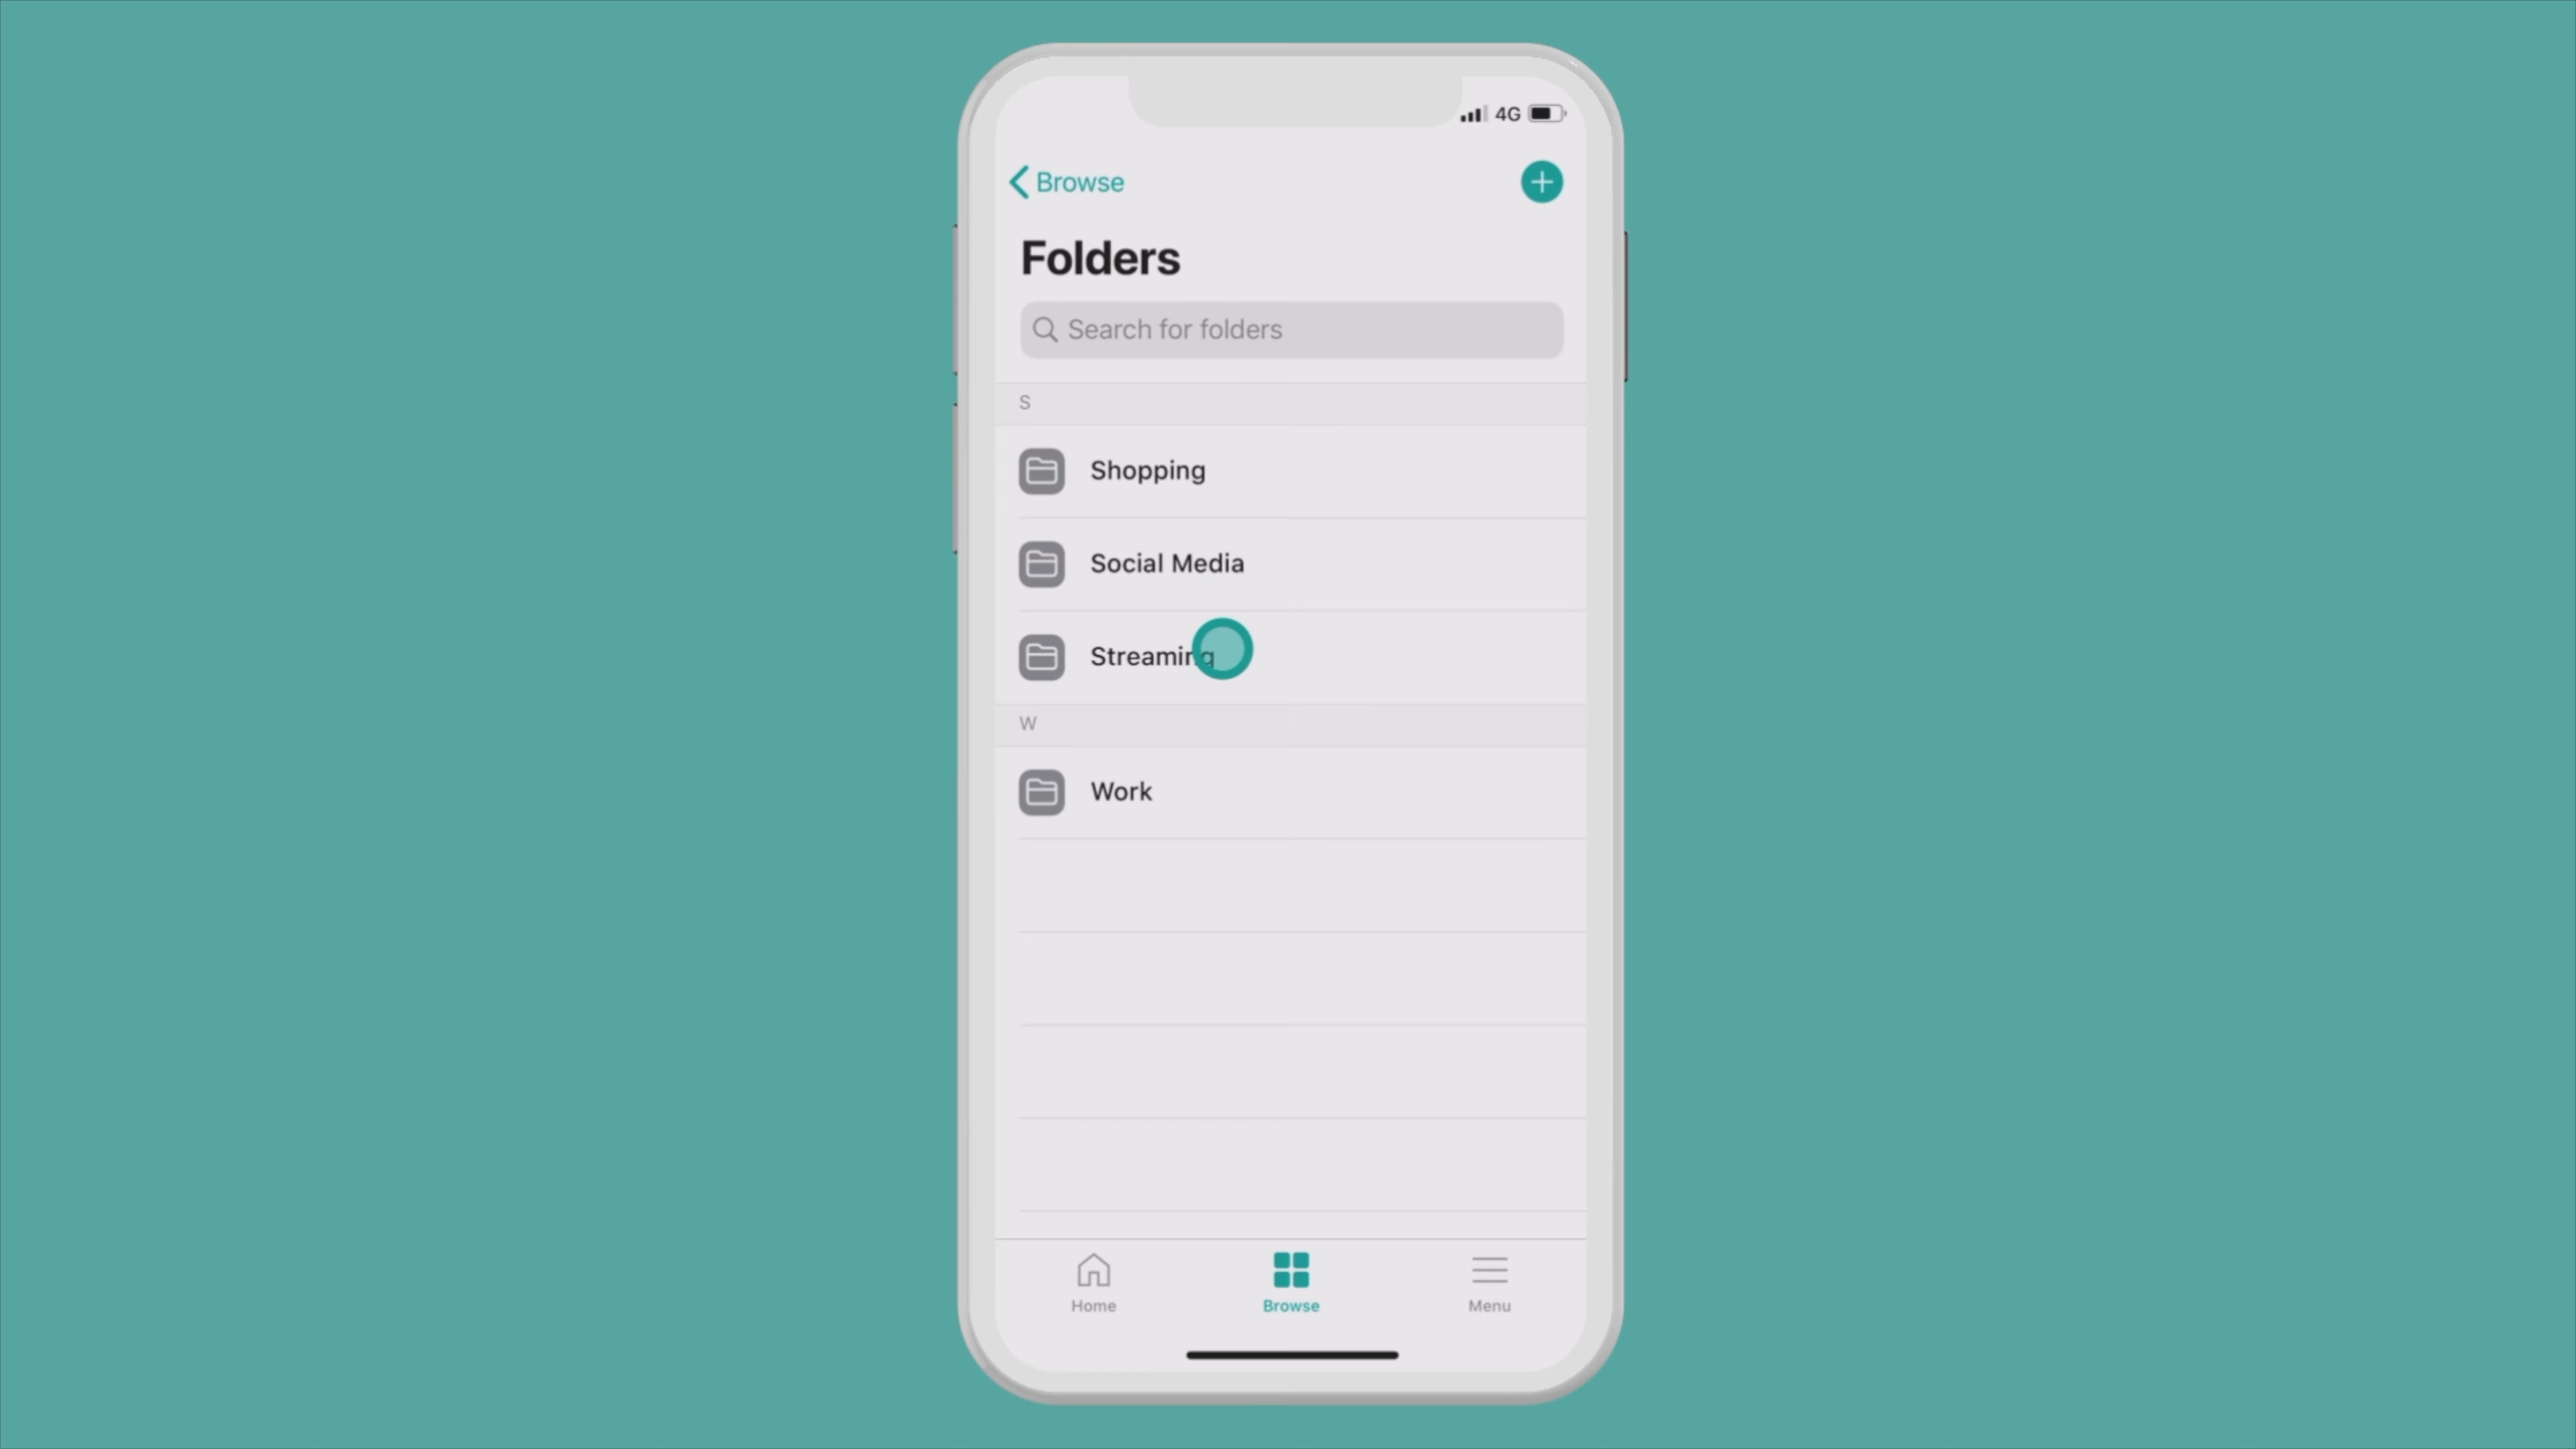 4G
Browse
Folders
Search for folders
S
Shopping
Social Media
Streaming
W
Work
Home
Browse
Menu